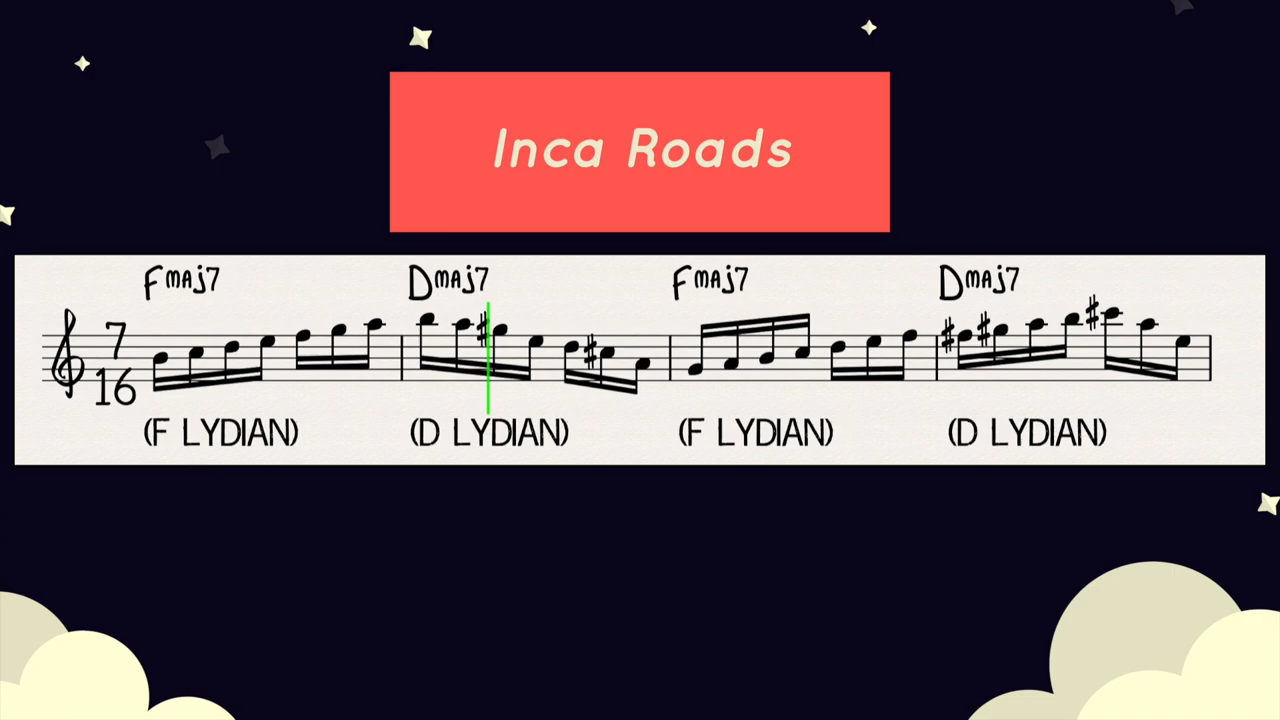 Inca Roads
Fmaj7 Dmaj7 Fmaj7 Dmaj7
7
16
(F LYDIAN) (D LYDIAN) (F LYDIAN) (D LYDIAN)